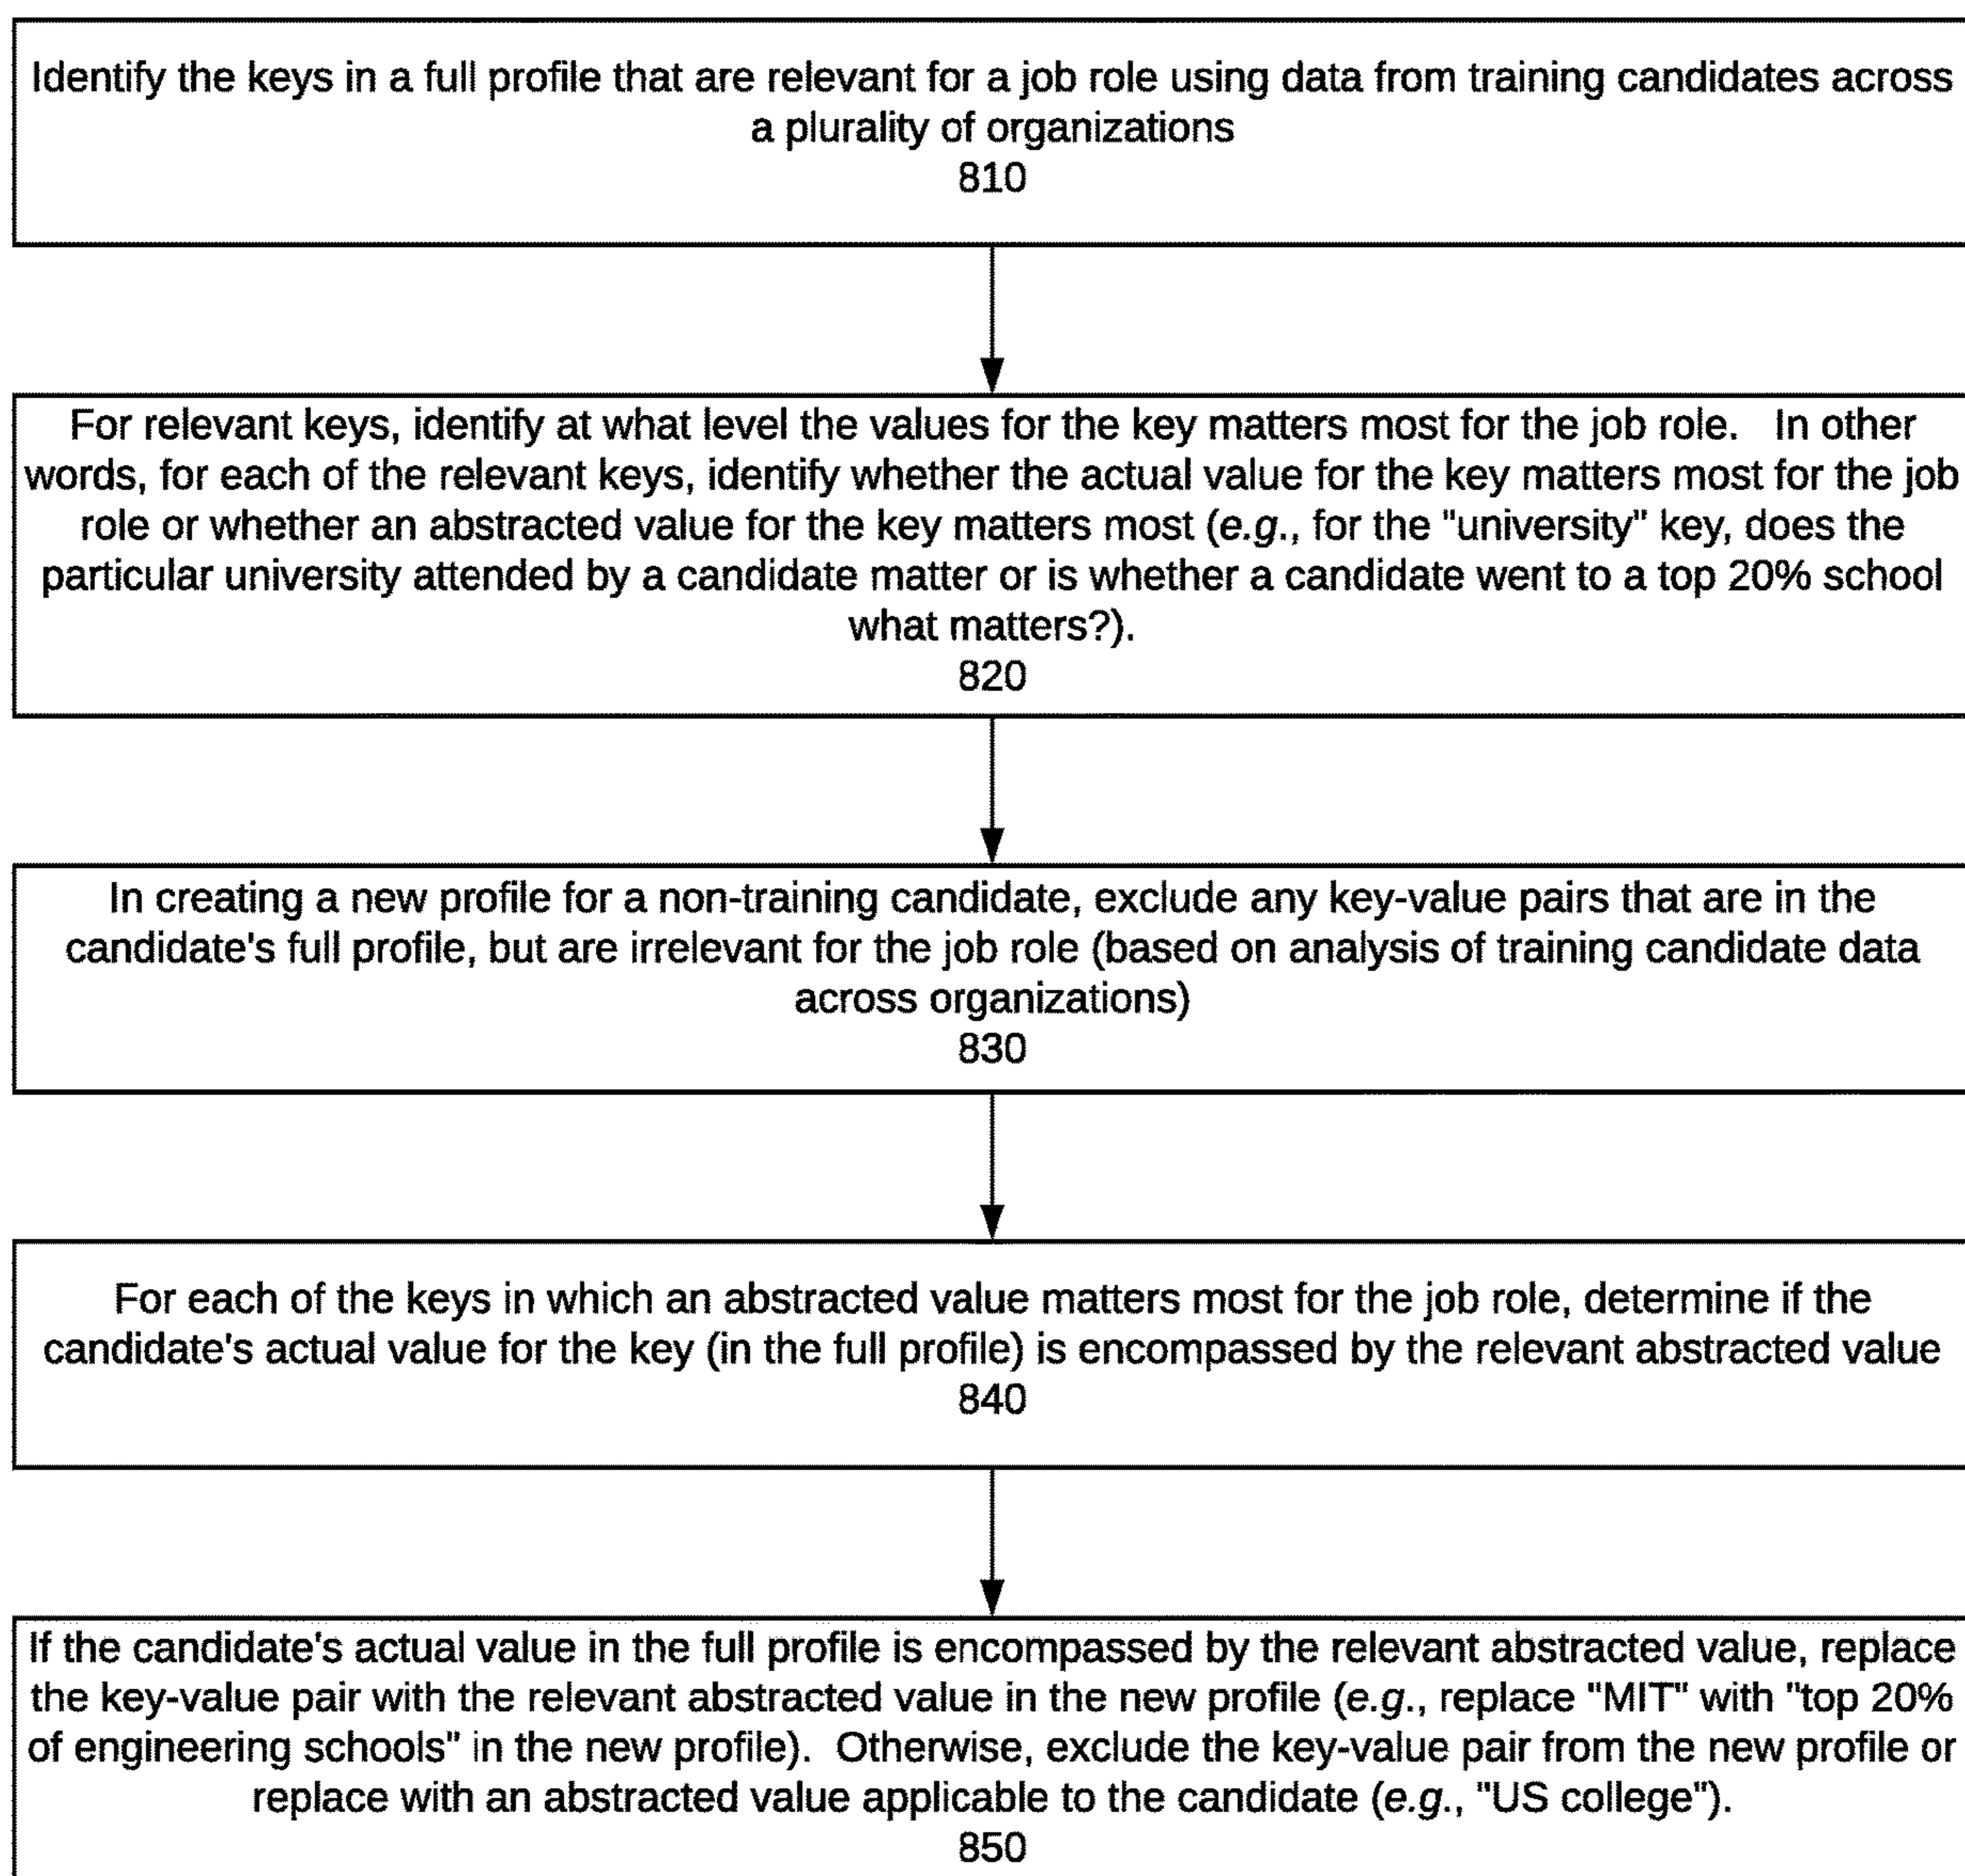 Identify the keys in a full profile that are relevant for a job role using data from training candidates across
a plurality of organizations
810
For relevant keys, identify at what level the values for the key matters most for the job role. In other
words, for each of the relevant keys, identify whether the actual value for the key matters most for the job
role or whether an abstracted value for the key matters most (e.g., for the "university" key, does the
particular university attended by a candidate matter or is whether a candidate went to a top 20% school
what matters?).
820
In creating a new profile for a non-training candidate, exclude any key-value pairs that are in the
candidate's full profile, but are irrelevant for the job role (based on analysis of training candidate data
across organizations)
830
For each of the keys in which an abstracted value matters most for the job role, determine if the
candidate's actual value for the key (in the full profile) is encompassed by the relevant abstracted value
840
If the candidate's actual value in the full profile is encompassed by the relevant abstracted value, replace
the key-value pair with the relevant abstracted value in the new profile (e.g., replace "MIT" with "top 20%
of engineering schools" in the new profile). Otherwise, exclude the key-value pair from the new profile or
replace with an abstracted value applicable to the candidate (e.g., "US college").
850